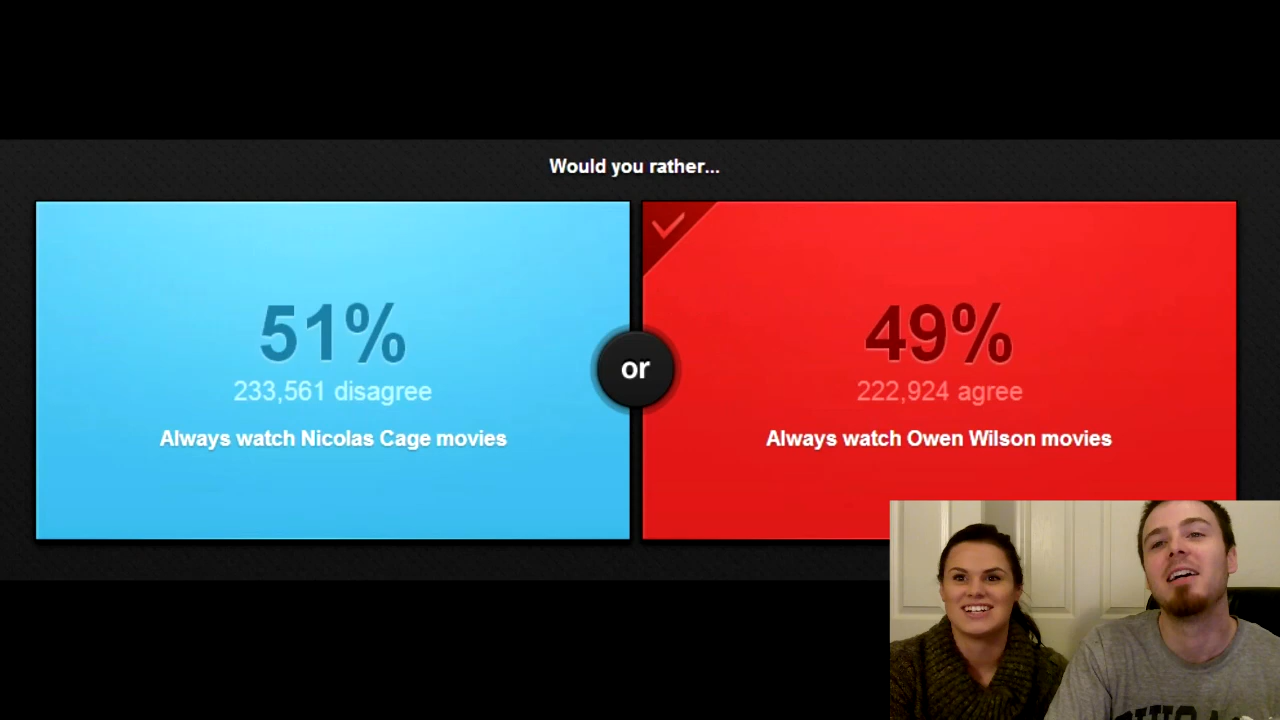 Would you rather...
51%
233,561 disagree
Always watch Nicolas Cage movies
or
49%
222,924 agree
Always watch Owen Wilson movies